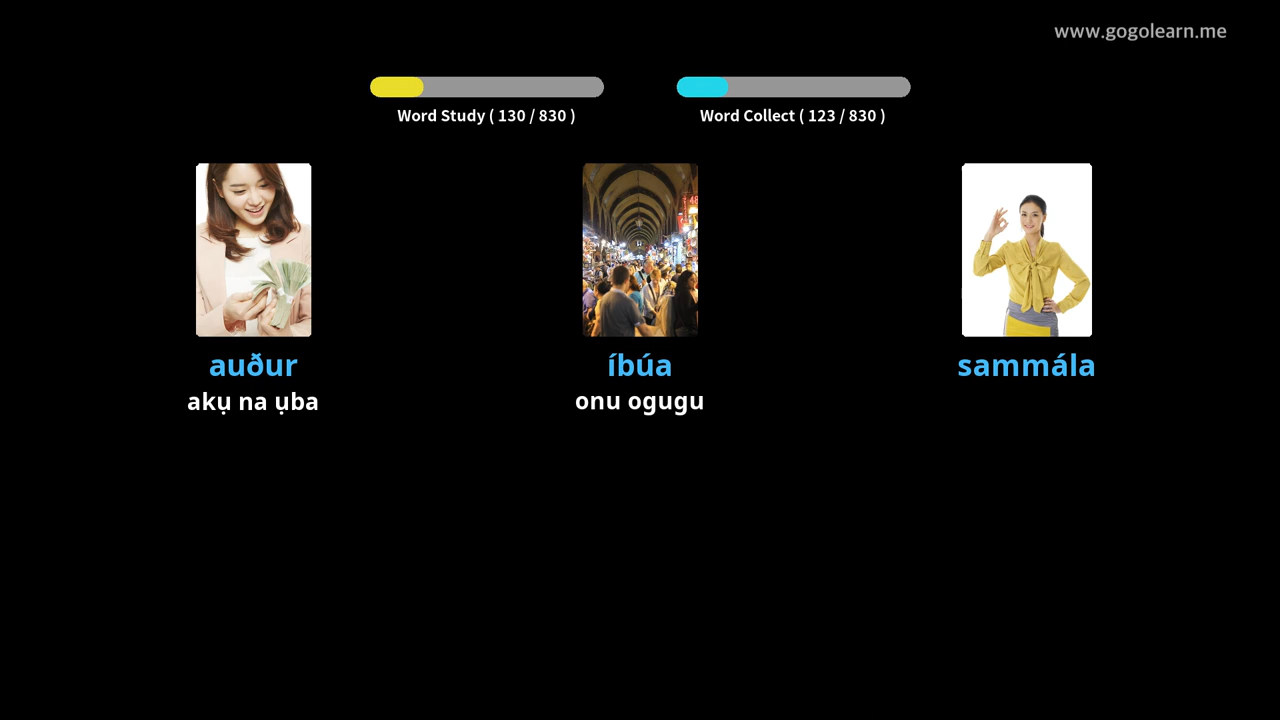 www.gogolearn.me
Word Study ( 130 / 830 )
Word Collect ( 123 / 830 )
auður
akụ na ụba
íbúa
onu ogugu
sammála